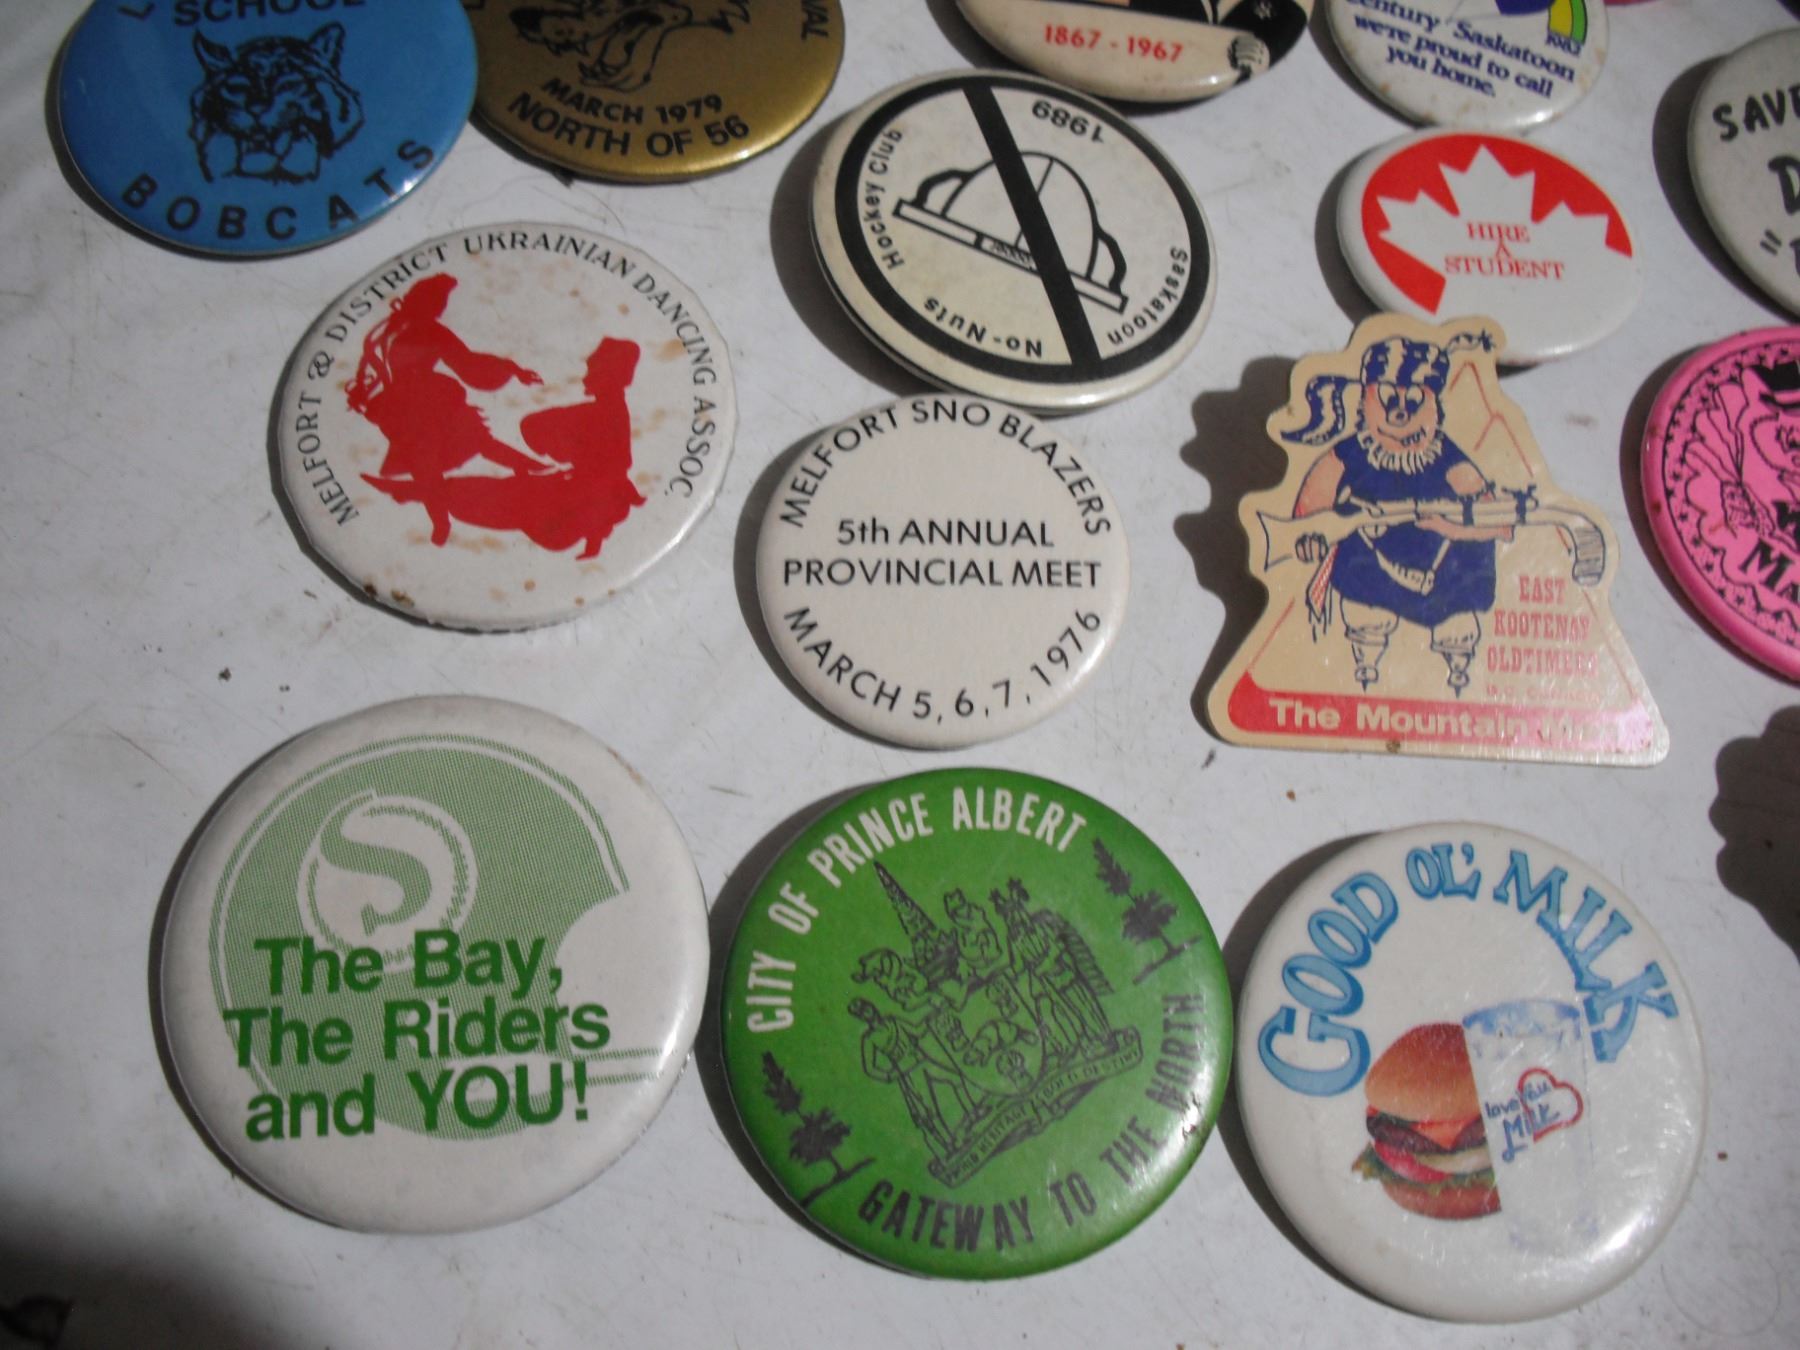 SCHOOL
BOBCATS
MARCH 1979
NORTH OF 56
1867 - 1967
Century Saskatoon
we're proud to call
you home.
1982
SAVE
1989
Hockey Club
No-Nuts
Saskatoon
HIRE
A
STUDENT
MELFORT & DISTRICT UKRAINIAN DANCING ASSOC.
MELFORT SNO BLAZERS
5th ANNUAL
PROVINCIAL MEET
MARCH 5, 6, 7, 1976
EAST
KOOTENAY
OLDTIMERS
The Mountain Men
S
The Bay,
The Riders
and YOU!
CITY OF PRINCE ALBERT
GATEWAY TO THE NORTH
GOOD OL' MILK
love you
Milk